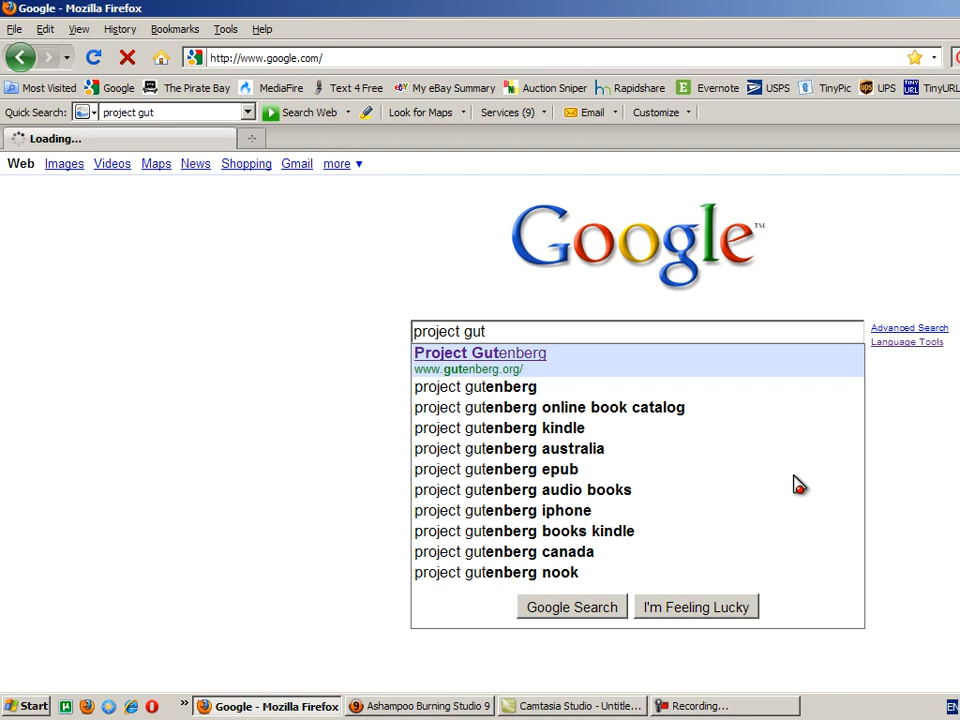 Google - Mozilla Firefox
File Edit View History Bookmarks Tools Help
http://www.google.com/
Most Visited Google The Pirate Bay MediaFire Text 4 Free My eBay Summary Auction Sniper Rapidshare Evernote USPS TinyPic UPS TinyURL
Quick Search: project gut Search Web Look for Maps Services (9) Email Customize
Loading...
Web Images Videos Maps News Shopping Gmail more ▼
Google™
project gut
Advanced Search
Language Tools
Project Gutenberg
www.gutenberg.org/
project gutenberg
project gutenberg online book catalog
project gutenberg kindle
project gutenberg australia
project gutenberg epub
project gutenberg audio books
project gutenberg iphone
project gutenberg books kindle
project gutenberg canada
project gutenberg nook
Google Search I'm Feeling Lucky
Start » Google - Mozilla Firefox Ashampoo Burning Studio 9 Camtasia Studio - Untitle... Recording... EN